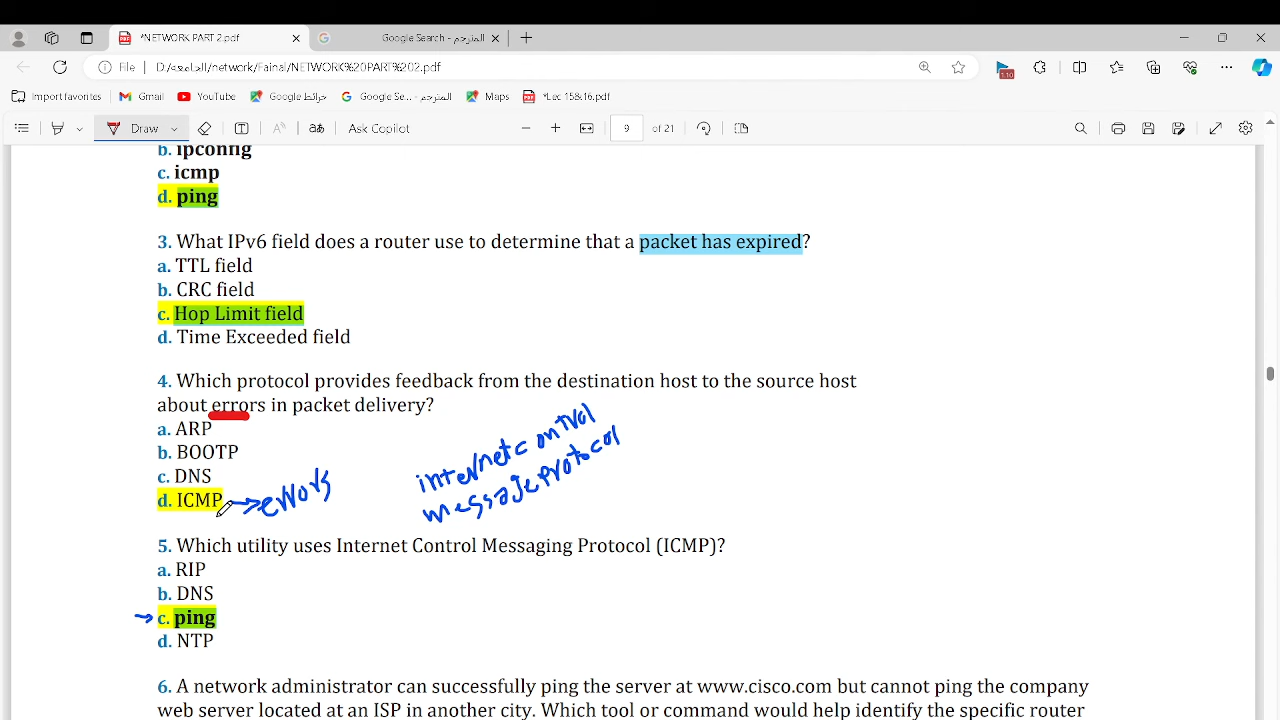 *NETWORK PART 2.pdf
Google Search - المترجم
File
D:/الجامعة/network/Fainal/NETWORK%20PART%202.pdf
1.10
Import favorites
Gmail
YouTube
خرائط Google
Google Se... - المترجم
Maps
*Lec 15&16.pdf
Draw
Ask Copilot
9 of 21
b. ipconfig
c. icmp
d. ping
3. What IPv6 field does a router use to determine that a packet has expired?
a. TTL field
b. CRC field
c. Hop Limit field
d. Time Exceeded field
4. Which protocol provides feedback from the destination host to the source host
about errors in packet delivery?
a. ARP
b. BOOTP
c. DNS
d. ICMP
errors
internet control
message protocol
5. Which utility uses Internet Control Messaging Protocol (ICMP)?
a. RIP
b. DNS
c. ping
d. NTP
6. A network administrator can successfully ping the server at www.cisco.com but cannot ping the company
web server located at an ISP in another city. Which tool or command would help identify the specific router